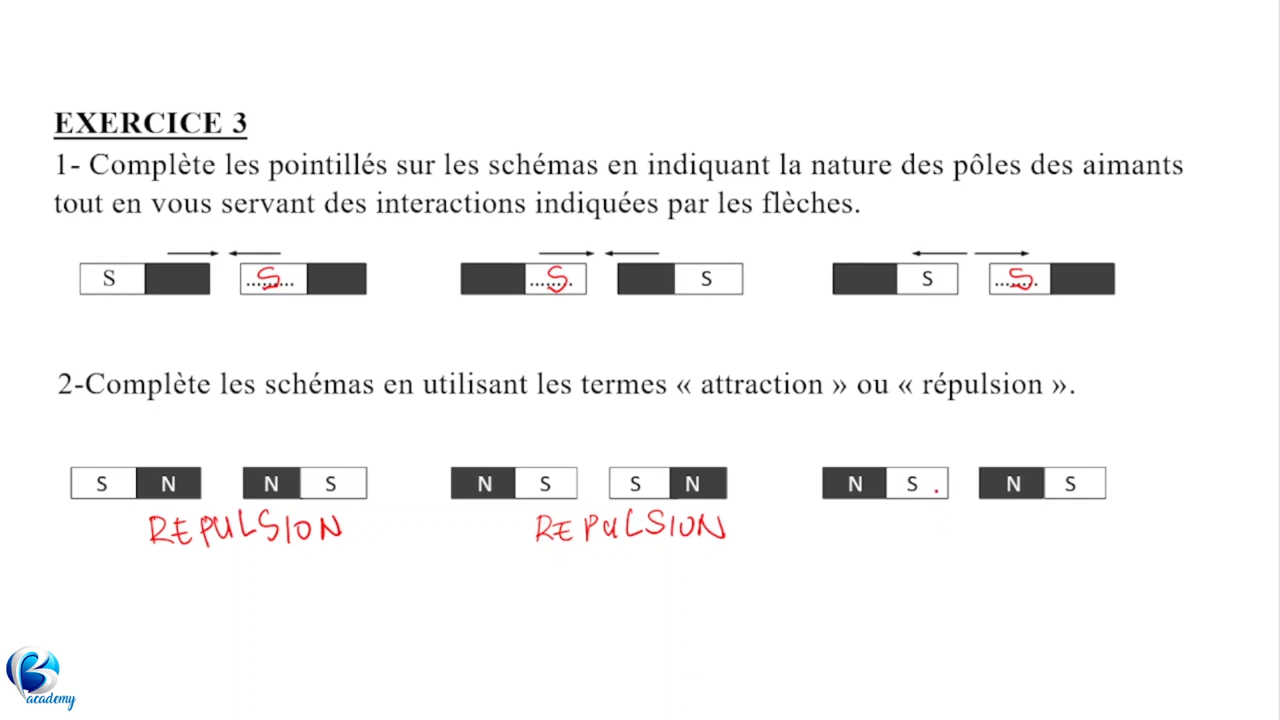 EXERCICE 3
1- Complète les pointillés sur les schémas en indiquant la nature des pôles des aimants
tout en vous servant des interactions indiquées par les flèches.
S S......... .......S. S S S........
2-Complète les schémas en utilisant les termes « attraction » ou « répulsion ».
S N N S N S S N N S . N S
REPULSION REPULSION
academy